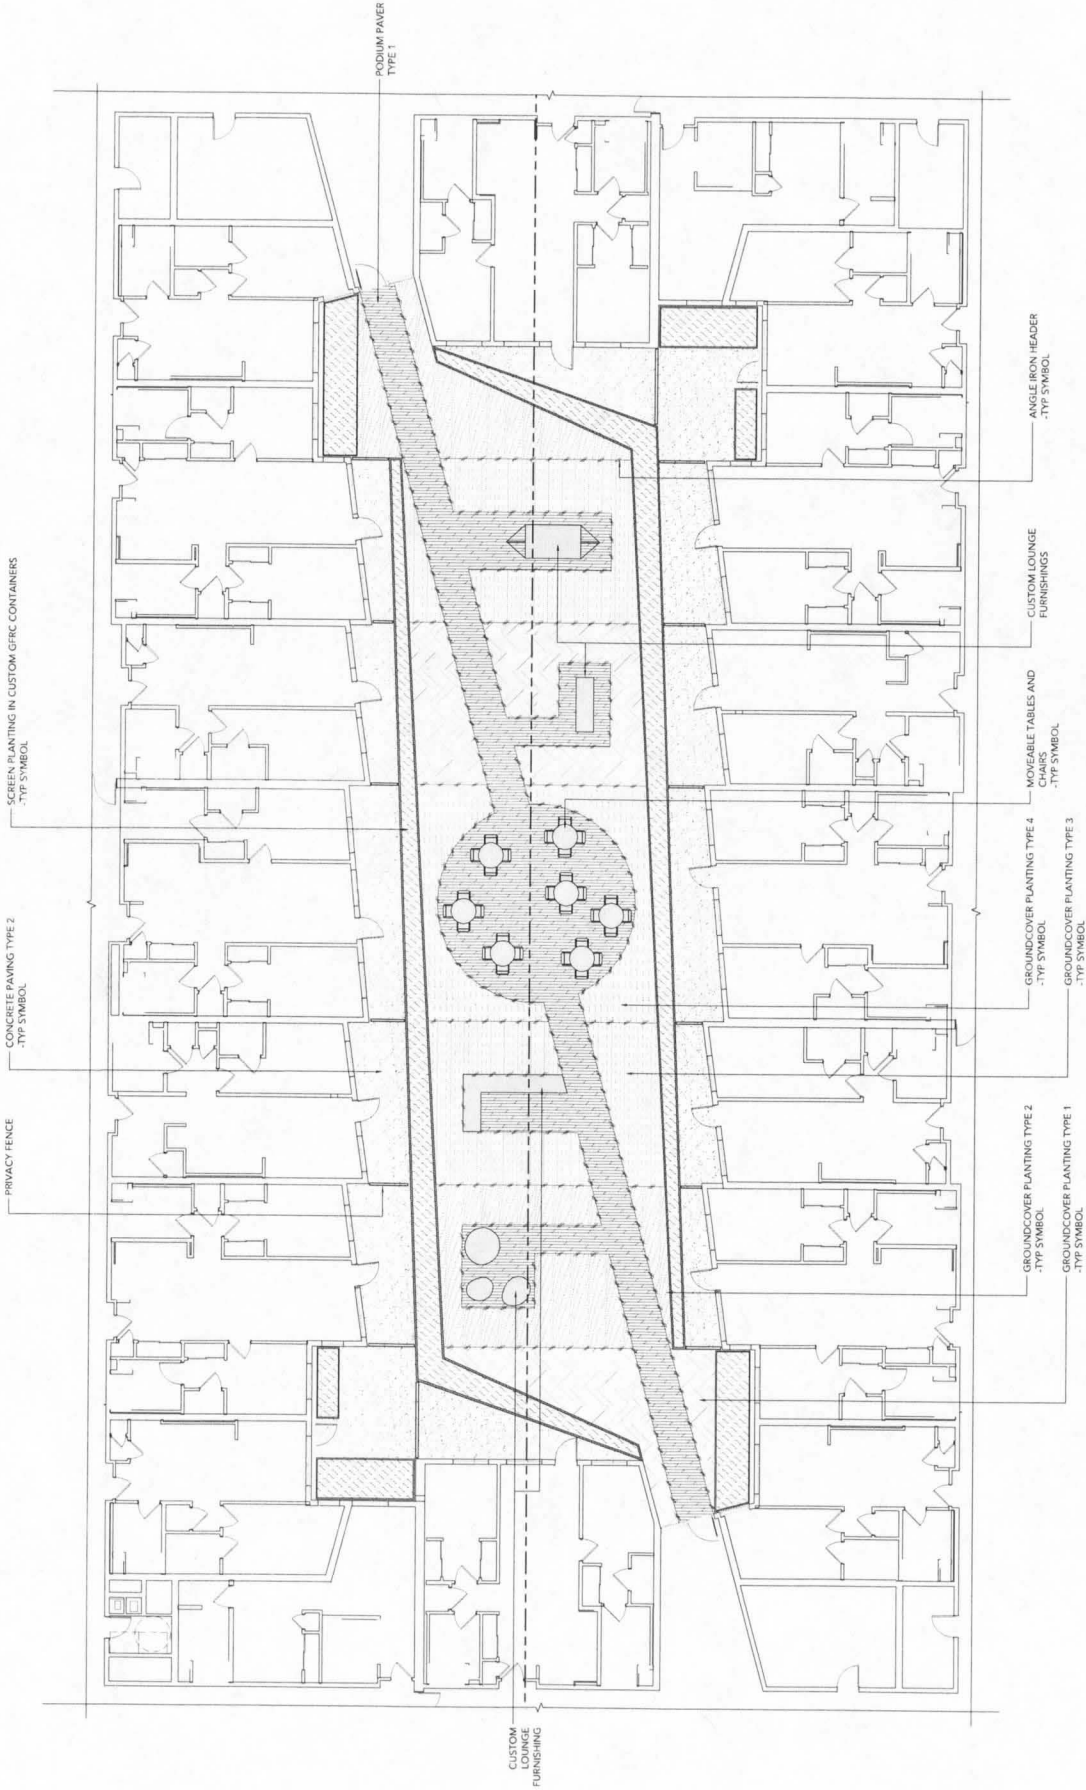 PRIVACY FENCE
CONCRETE PAVING TYPE 2
-TYP SYMBOL
SCREEN PLANTING IN CUSTOM GFRC CONTAINERS
-TYP SYMBOL
PODIUM PAVER
TYPE 1
CUSTOM
LOUNGE
FURNISHING
GROUNDCOVER PLANTING TYPE 2
-TYP SYMBOL
GROUNDCOVER PLANTING TYPE 1
-TYP SYMBOL
GROUNDCOVER PLANTING TYPE 4
-TYP SYMBOL
GROUNDCOVER PLANTING TYPE 3
-TYP SYMBOL
MOVEABLE TABLES AND
CHAIRS
-TYP SYMBOL
CUSTOM LOUNGE
FURNISHINGS
ANGLE IRON HEADER
-TYP SYMBOL